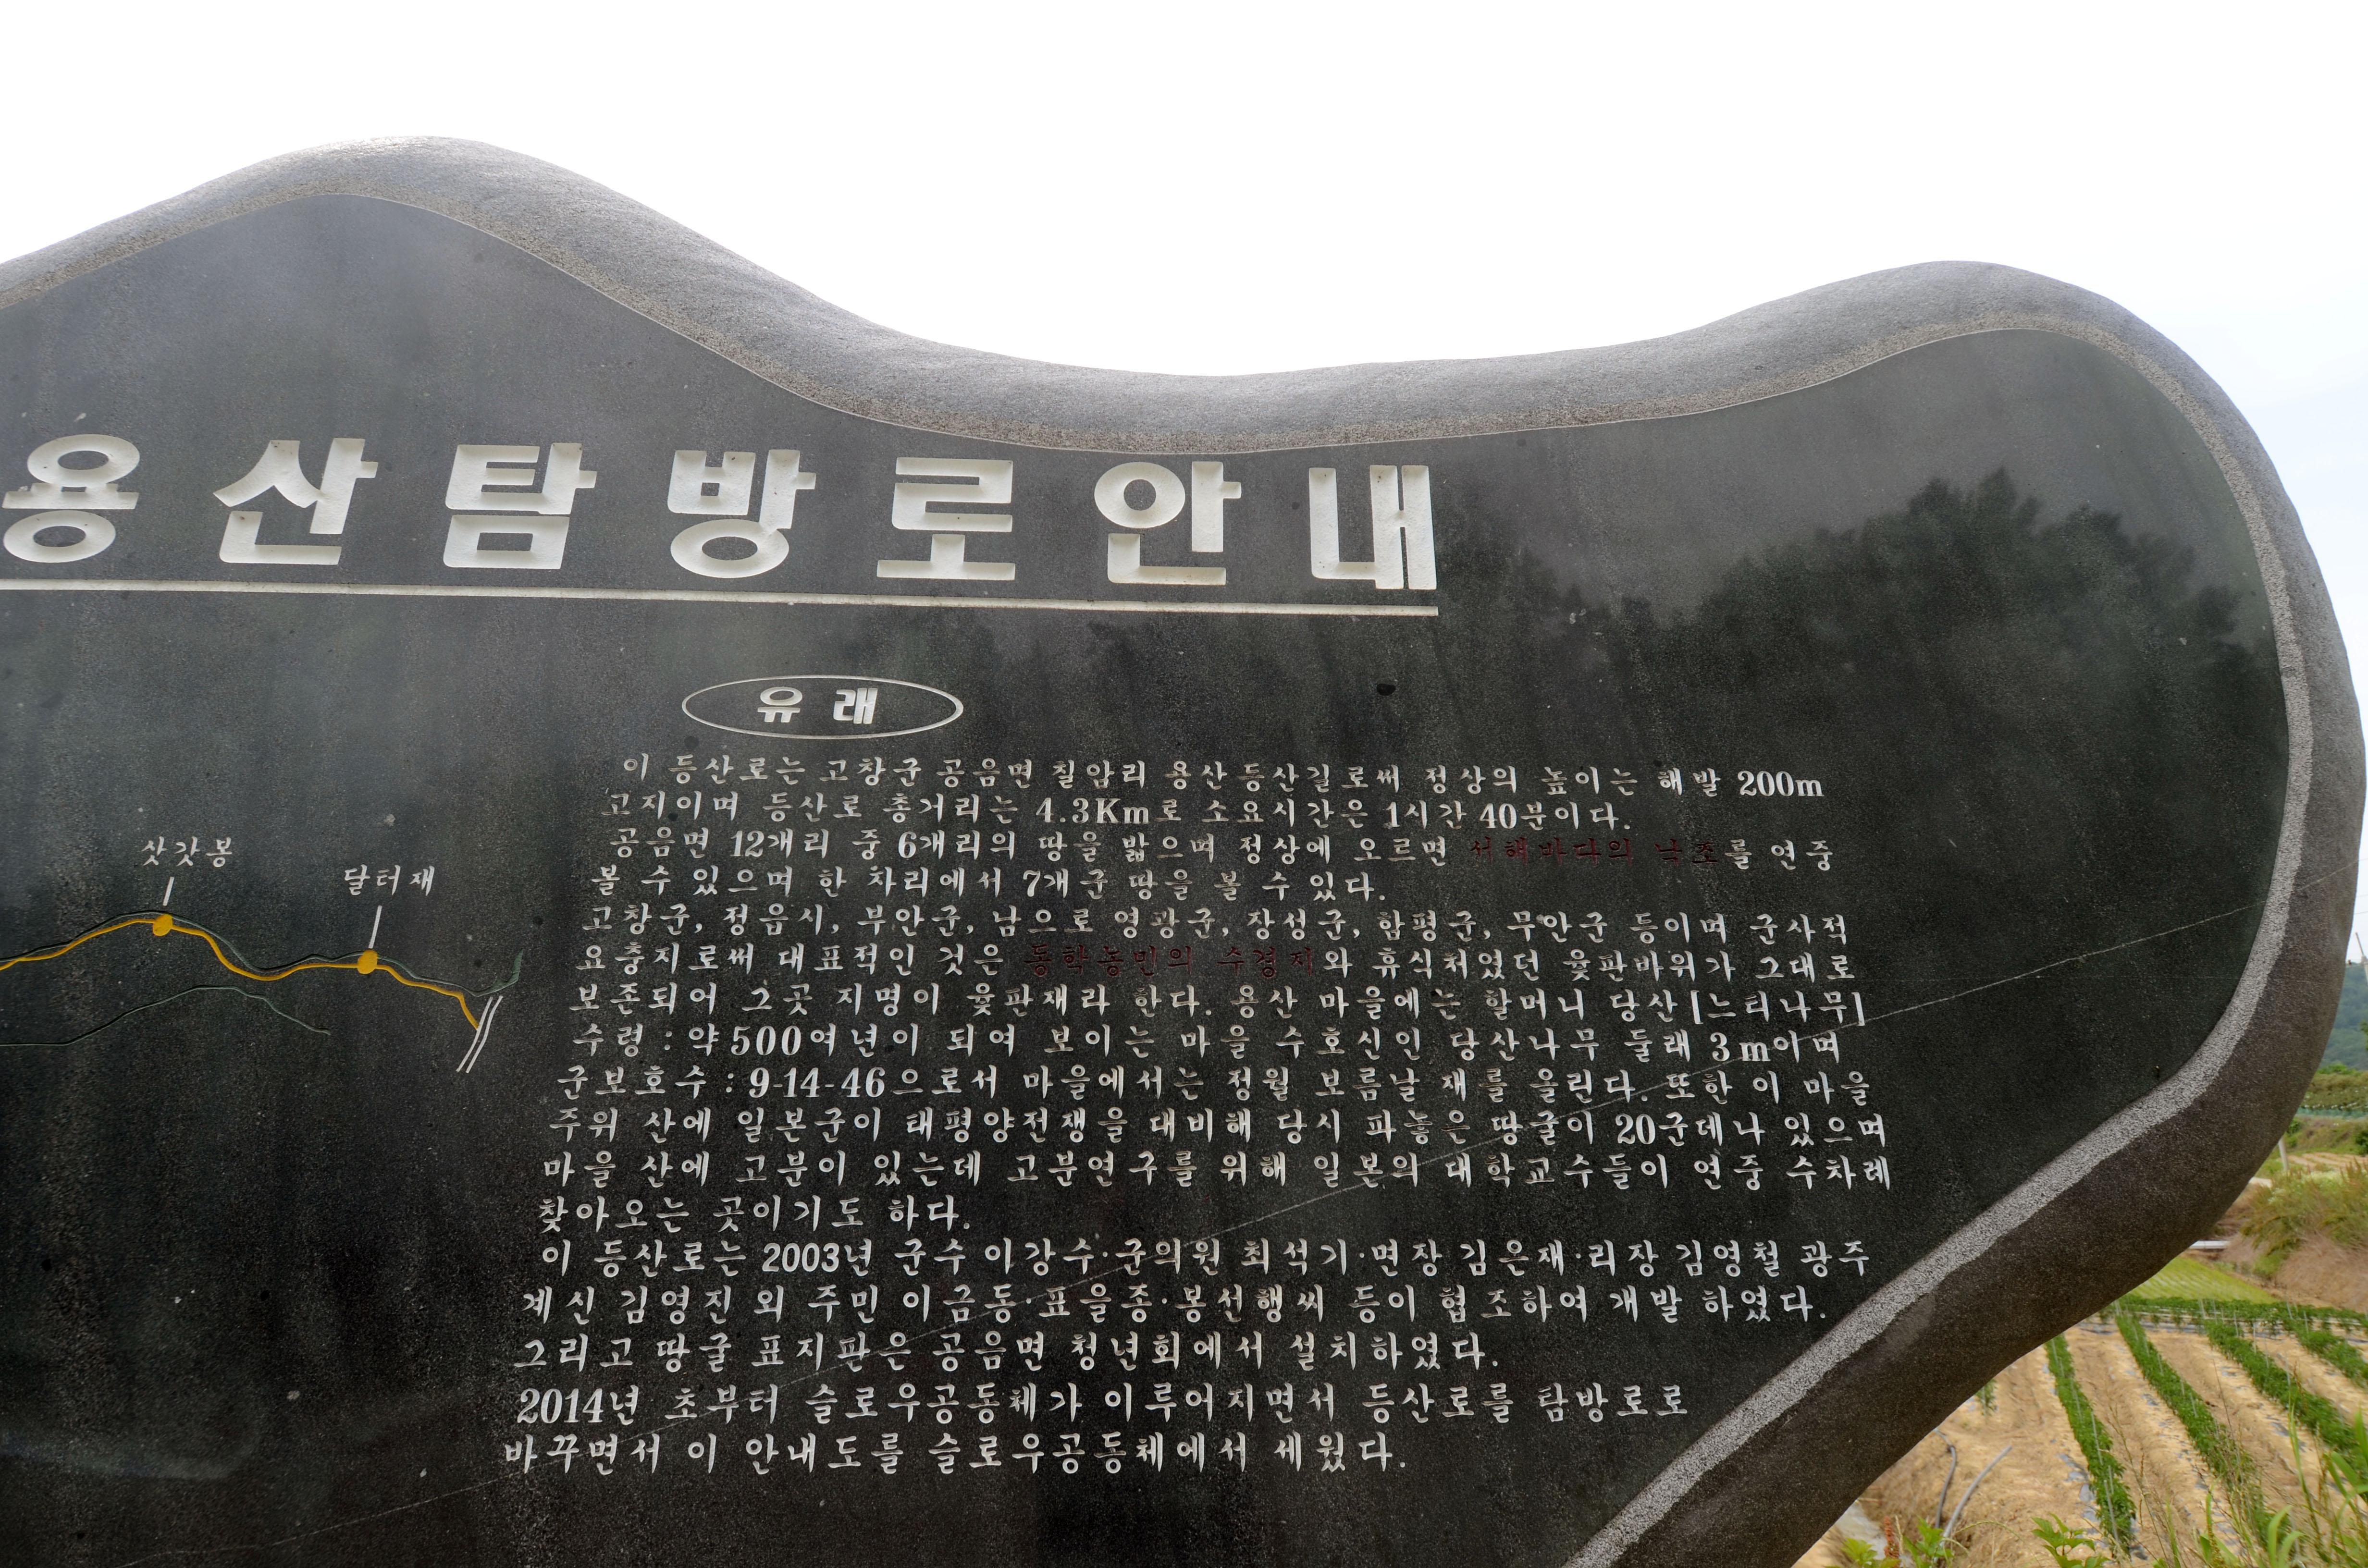 용산탐방로안내
유래
이 등산로는 고창군 공음면 칠암리 용산등산길로써 정상의 높이는 해발 200m
고지이며 등산로 총거리는 4.3Km로 소요시간은 1시간 40분이다.
공음면 12개리 중 6개리의 땅을 밟으며 정상에 오르면 서해바다의 낙조를 연중
볼 수 있으며 한 자리에서 7개군 땅을 볼 수 있다.
고창군, 정읍시, 부안군, 남으로 영광군, 장성군, 함평군, 무안군 등이며 군사적
요충지로써 대표적인 것은 동학농민의 수경지와 휴식처였던 윷판바위가 그대로
보존되어 그곳 지명이 윷판재라 한다. 용산 마을에는 할머니 당산[느티나무]
수령 : 약 500여년이 되여 보이는 마을 수호신인 당산나무 둘래 3m이며
군보호수 : 9-14-46으로서 마을에서는 정월 보름날 재를 올린다. 또한 이 마을
주위 산에 일본군이 태평양전쟁을 대비해 당시 파놓은 땅굴이 20군데나 있으며
마을 산에 고분이 있는데 고분연구를 위해 일본의 대학교수들이 연중 수차례
찾아오는 곳이기도 하다.
이 등산로는 2003년 군수 이강수·군의원 최석기·면장 김은재·리장 김영철 광주
계신 김영진 외 주민 이금동·표을종·봉선행씨 등이 협조하여 개발 하였다.
그리고 땅굴 표지판은 공음면 청년회에서 설치하였다.
2014년 초부터 슬로우공동체가 이루어지면서 등산로를 탐방로로
바꾸면서 이 안내도를 슬로우공동체에서 세웠다.
삿갓봉
달터재